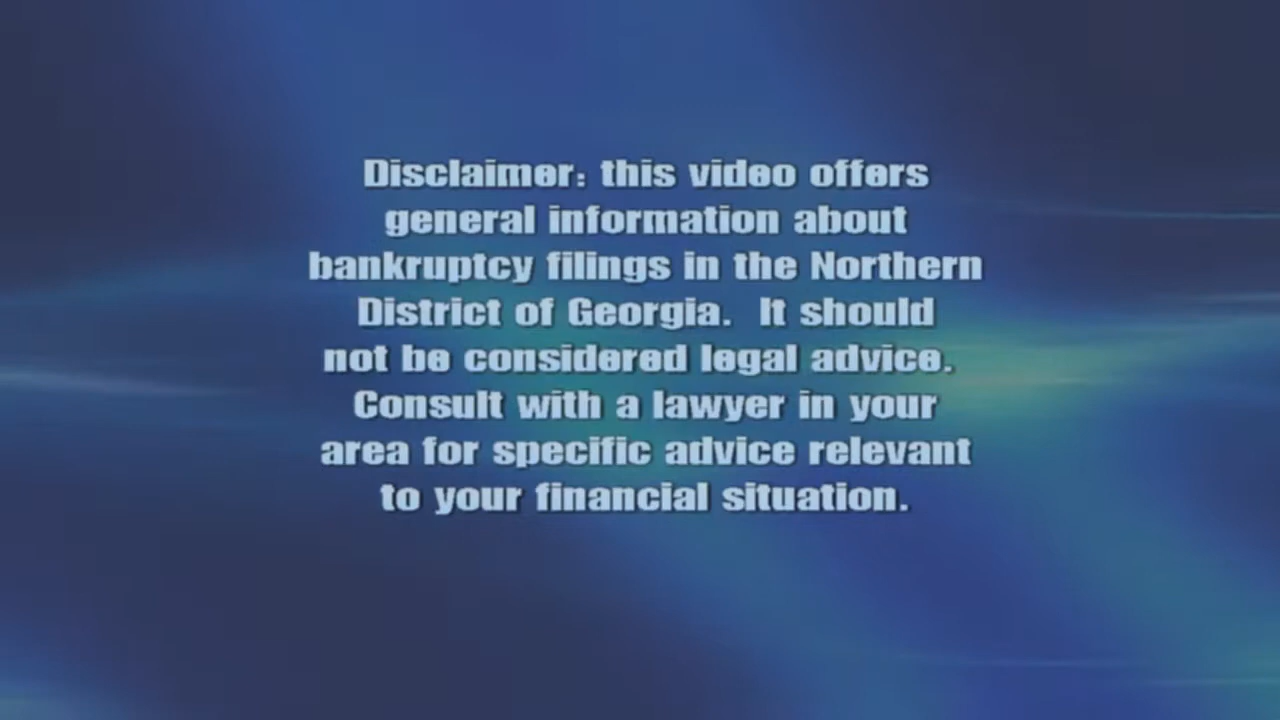 Disclaimer: this video offers
general information about
bankruptcy filings in the Northern
District of Georgia.  It should
not be considered legal advice.
Consult with a lawyer in your
area for specific advice relevant
to your financial situation.